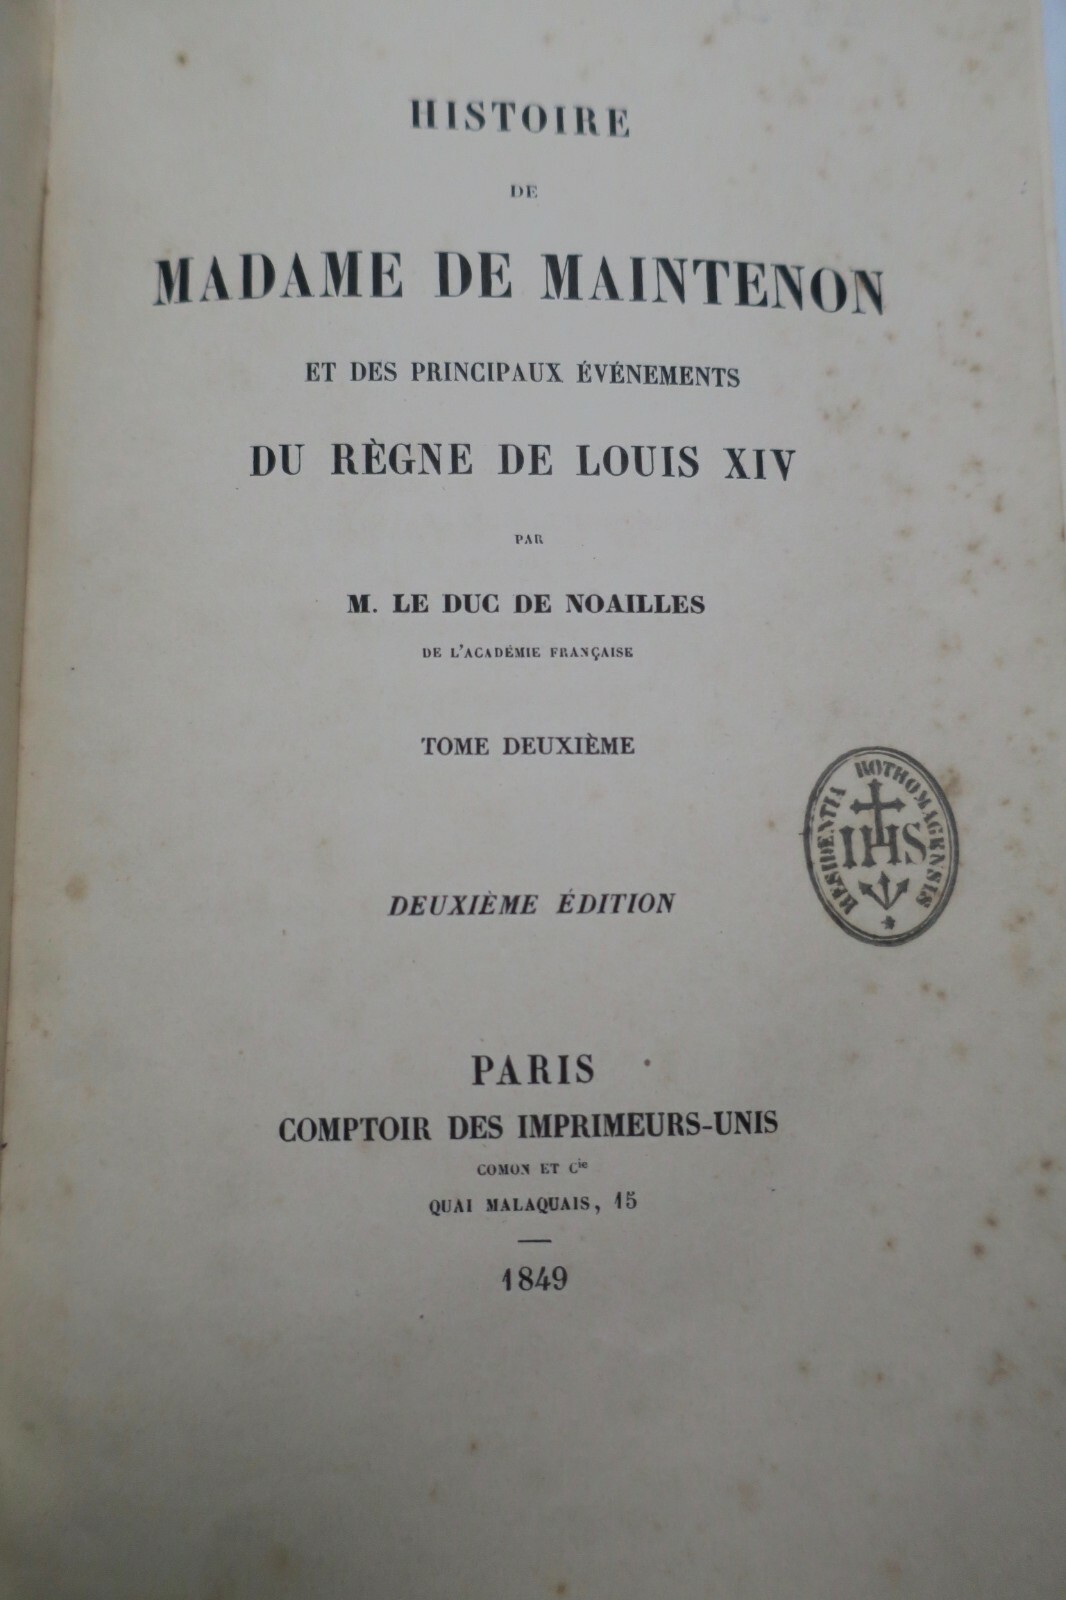 HISTOIRE
DE
MADAME DE MAINTENON
ET DES PRINCIPAUX ÉVÉNEMENTS
DU RÈGNE DE LOUIS XIV
PAR
M. LE DUC DE NOAILLES
DE L'ACADÉMIE FRANÇAISE
TOME DEUXIÈME
RESIDENTIA ROTHOMAGENSIS
IHS
DEUXIÈME ÉDITION
PARIS
COMPTOIR DES IMPRIMEURS-UNIS
COMON ET Cie
QUAI MALAQUAIS, 15
1849